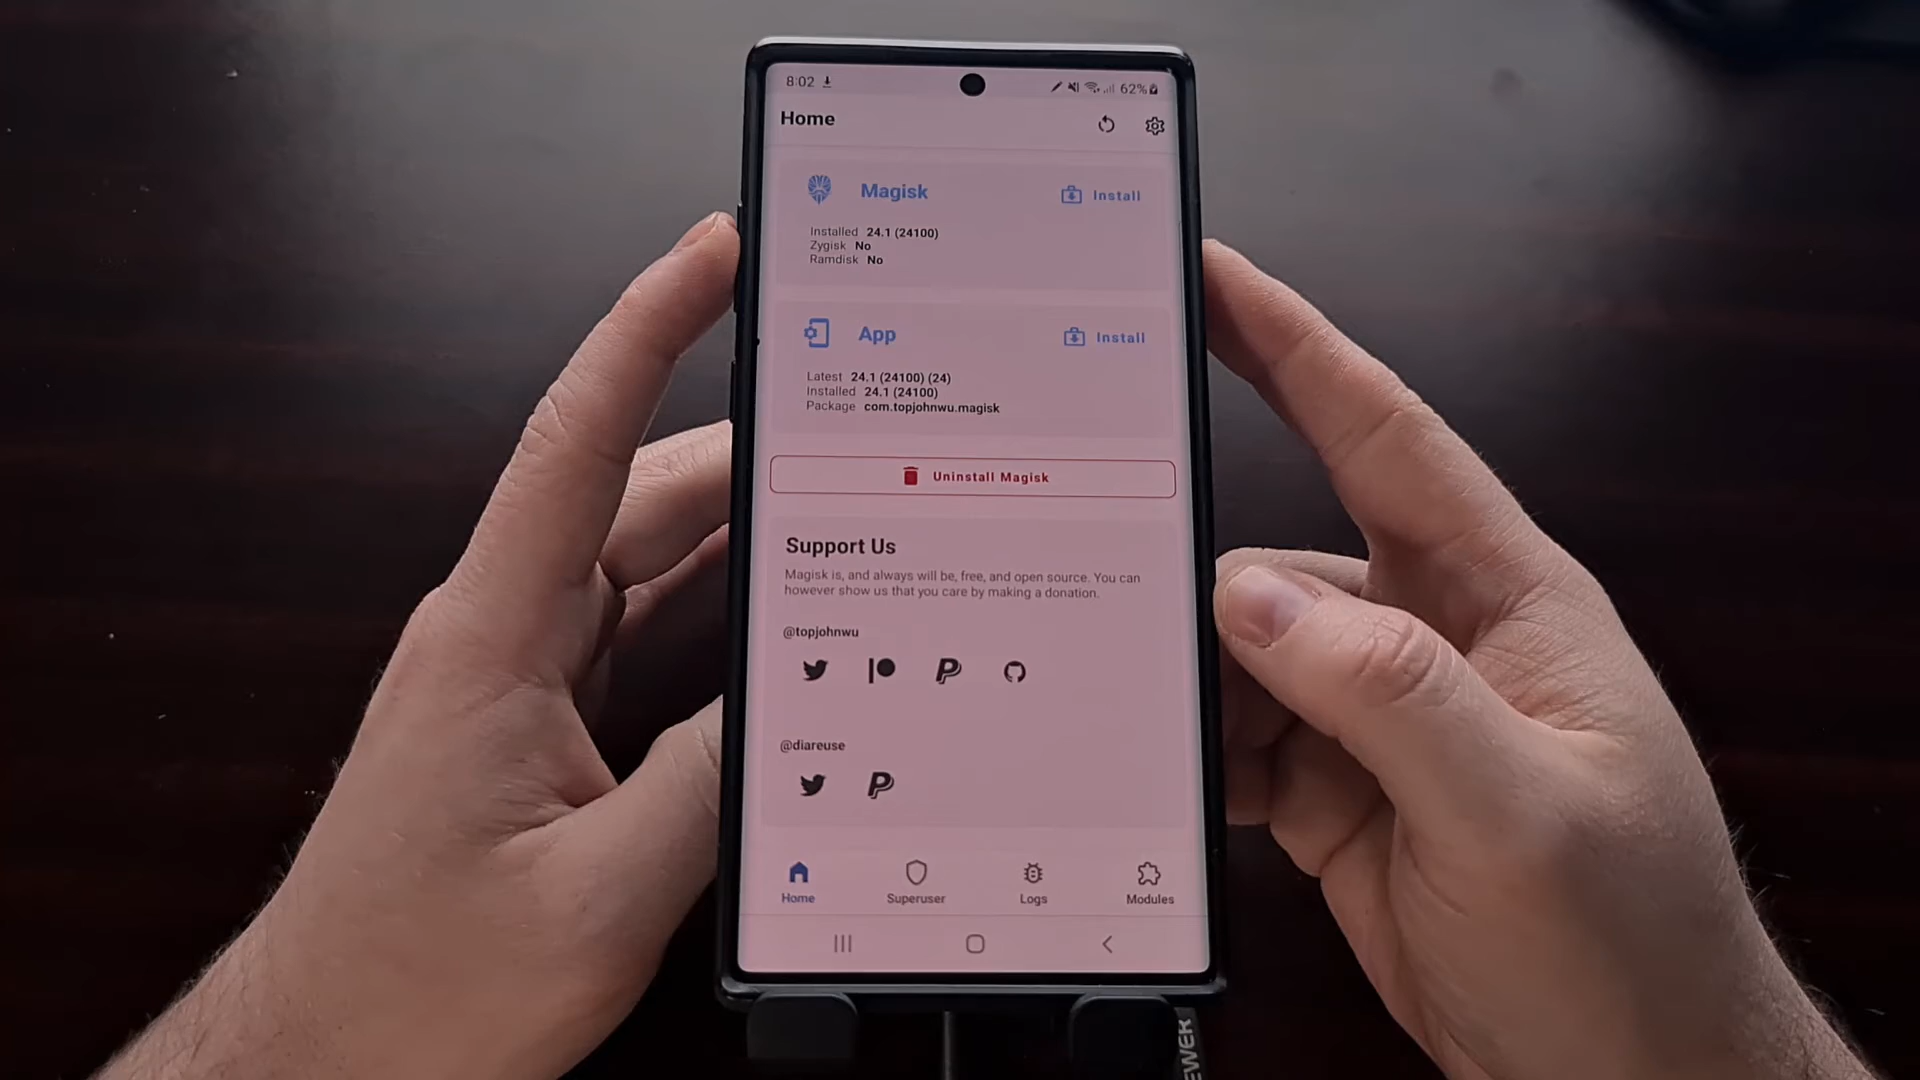 8:02
62%
Home
Magisk
Install
Installed 24.1 (24100)
Zygisk No
Ramdisk No
App
Install
Latest 24.1 (24100) (24)
Installed 24.1 (24100)
Package com.topjohnwu.magisk
Uninstall Magisk
Support Us
Magisk is, and always will be, free, and open source. You can
however show us that you care by making a donation.
@topjohnwu
@diareuse
Home
Superuser
Logs
Modules